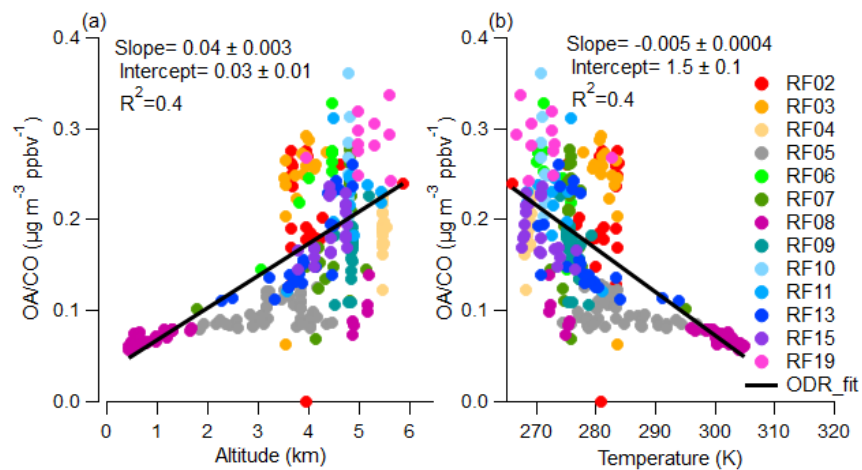 (a)
Slope= 0.04 ± 0.003
Intercept= 0.03 ± 0.01
R²=0.4
OA/CO (µg m⁻³ ppbv⁻¹)
0.4
0.3
0.2
0.1
0.0
0 1 2 3 4 5 6
Altitude (km)
(b)
Slope= -0.005 ± 0.0004
Intercept= 1.5 ± 0.1
R²=0.4
OA/CO (µg m⁻³ ppbv⁻¹)
0.4
0.3
0.2
0.1
0.0
270 280 290 300 310 320
Temperature (K)
RF02
RF03
RF04
RF05
RF06
RF07
RF08
RF09
RF10
RF11
RF13
RF15
RF19
ODR_fit